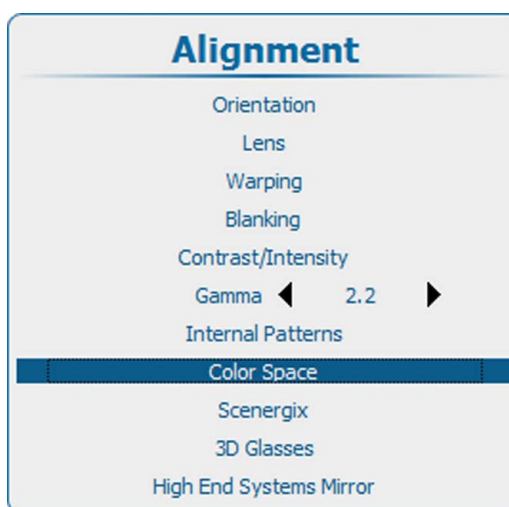 Alignment
Orientation
Lens
Warping
Blanking
Contrast/Intensity
Gamma 2.2
Internal Patterns
Color Space
Scenergix
3D Glasses
High End Systems Mirror